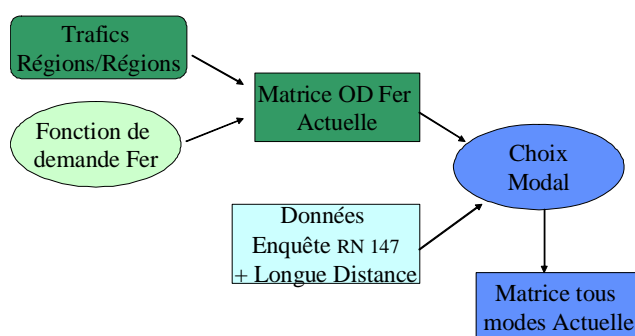 Trafics
Régions/Régions
Fonction de
demande Fer
Matrice OD Fer
Actuelle
Choix
Modal
Données
Enquête RN 147
+ Longue Distance
Matrice tous
modes Actuelle